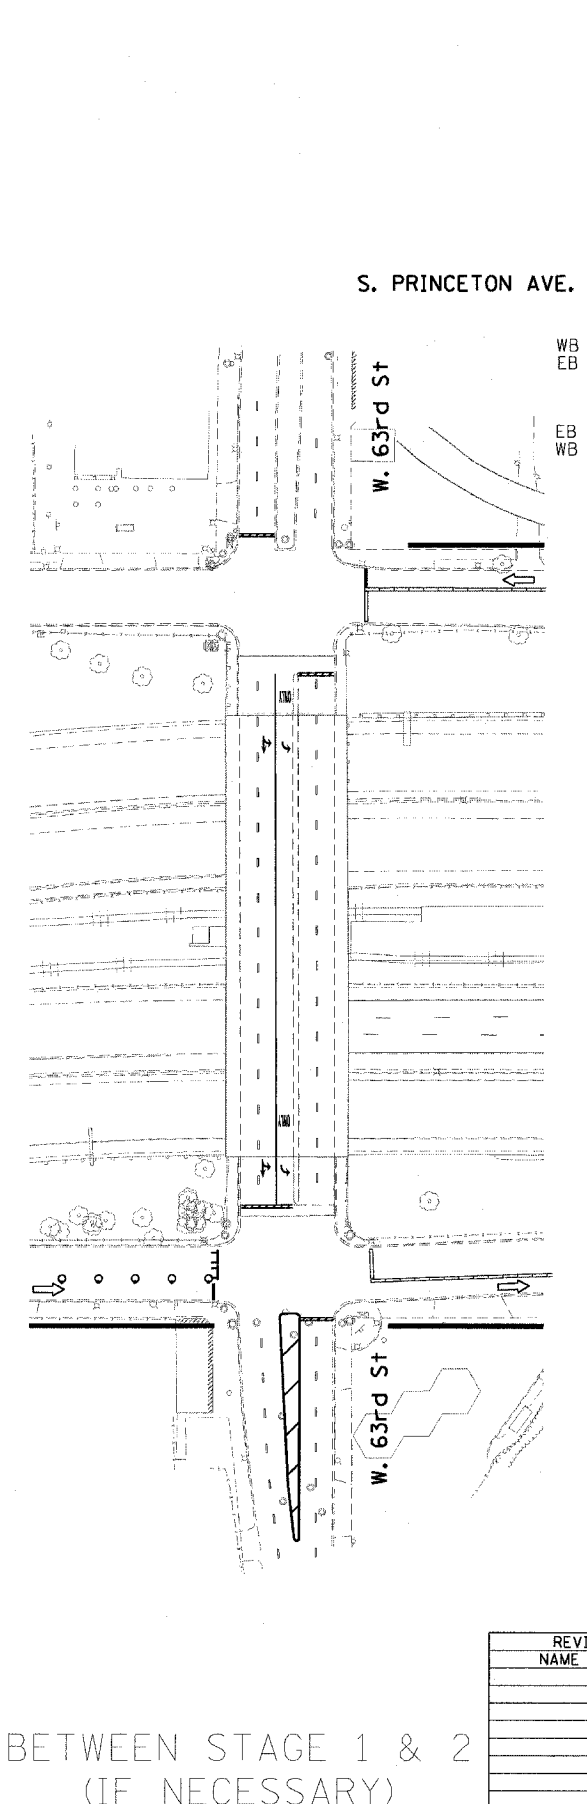 S. PRINCETON AVE.
WB
EB
EB
WB
W. 63rd St
ONLY
ONLY
W. 63rd St
REVI
NAME
BETWEEN STAGE 1 & 2
(IF NECESSARY)